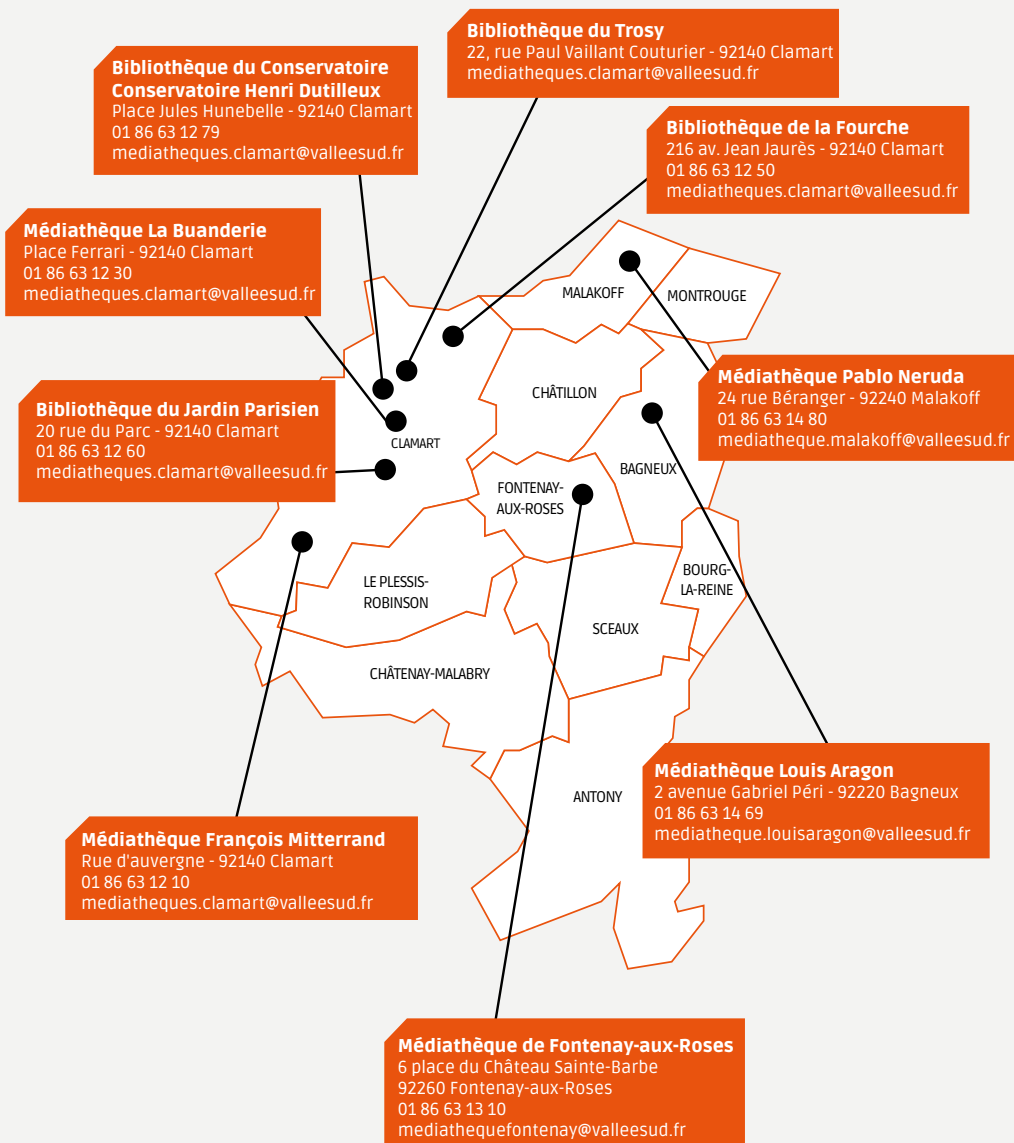 Bibliothèque du Trosy
22, rue Paul Vaillant Couturier - 92140 Clamart
mediatheques.clamart@valleesud.fr
Bibliothèque du Conservatoire
Conservatoire Henri Dutilleux
Place Jules Hunebelle - 92140 Clamart
01 86 63 12 79
mediatheques.clamart@valleesud.fr
Bibliothèque de la Fourche
216 av. Jean Jaurès - 92140 Clamart
01 86 63 12 50
mediatheques.clamart@valleesud.fr
Médiathèque La Buanderie
Place Ferrari - 92140 Clamart
01 86 63 12 30
mediatheques.clamart@valleesud.fr
MALAKOFF
MONTROUGE
Médiathèque Pablo Neruda
24 rue Béranger - 92240 Malakoff
01 86 63 14 80
mediatheque.malakoff@valleesud.fr
CHÂTILLON
Bibliothèque du Jardin Parisien
20 rue du Parc - 92140 Clamart
01 86 63 12 60
mediatheques.clamart@valleesud.fr
CLAMART
BAGNEUX
FONTENAY-
AUX-ROSES
BOURG-
LA-REINE
LE PLESSIS-
ROBINSON
SCEAUX
CHÂTENAY-MALABRY
ANTONY
Médiathèque Louis Aragon
2 avenue Gabriel Péri - 92220 Bagneux
01 86 63 14 69
mediatheque.louisaragon@valleesud.fr
Médiathèque François Mitterrand
Rue d'auvergne - 92140 Clamart
01 86 63 12 10
mediatheques.clamart@valleesud.fr
Médiathèque de Fontenay-aux-Roses
6 place du Château Sainte-Barbe
92260 Fontenay-aux-Roses
01 86 63 13 10
mediathequefontenay@valleesud.fr